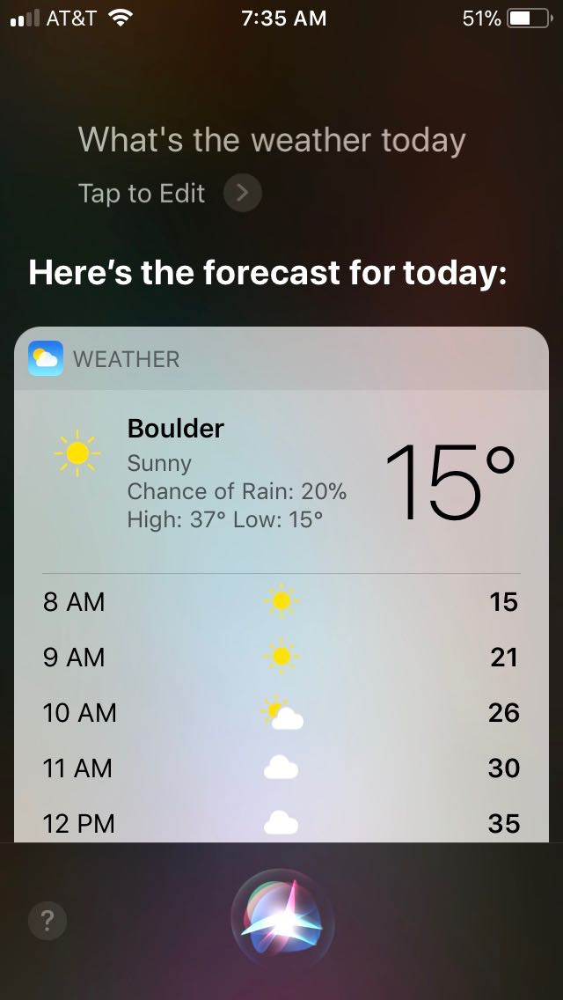 AT&T 7:35 AM 51%
What's the weather today
Tap to Edit
Here's the forecast for today:
WEATHER
Boulder
Sunny
Chance of Rain: 20%
High: 37° Low: 15°
15°
8 AM 15
9 AM 21
10 AM 26
11 AM 30
12 PM 35
?